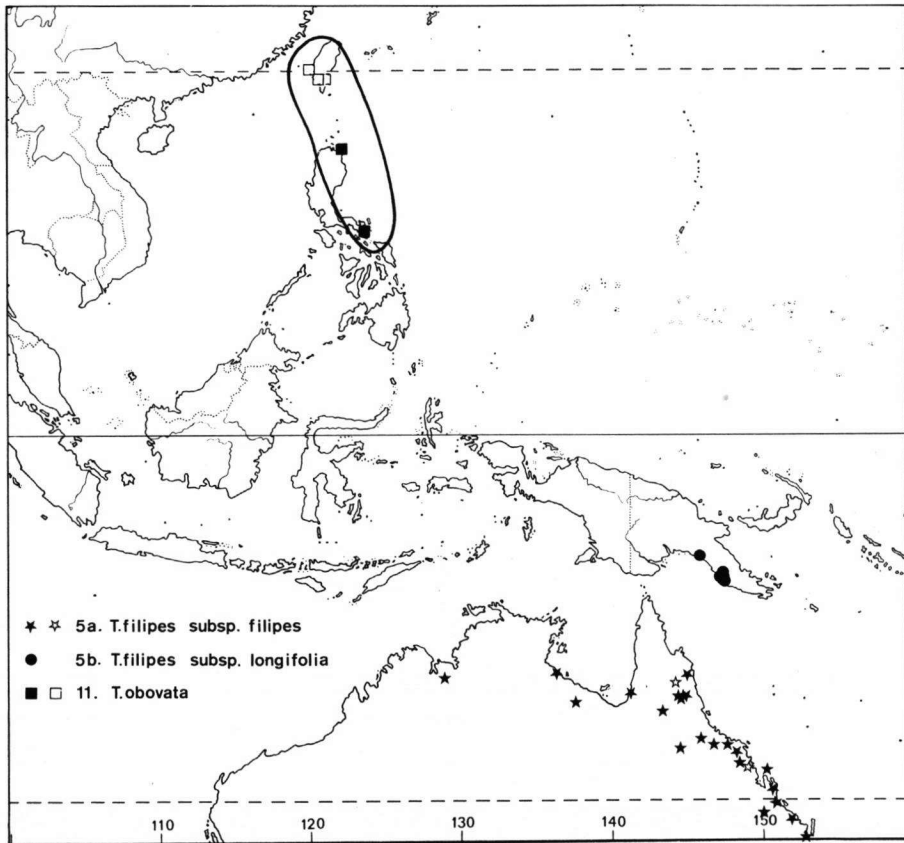 5a. T.filipes subsp. filipes
5b. T.filipes subsp. longifolia
11. T.obovata
110 120 130 140 150